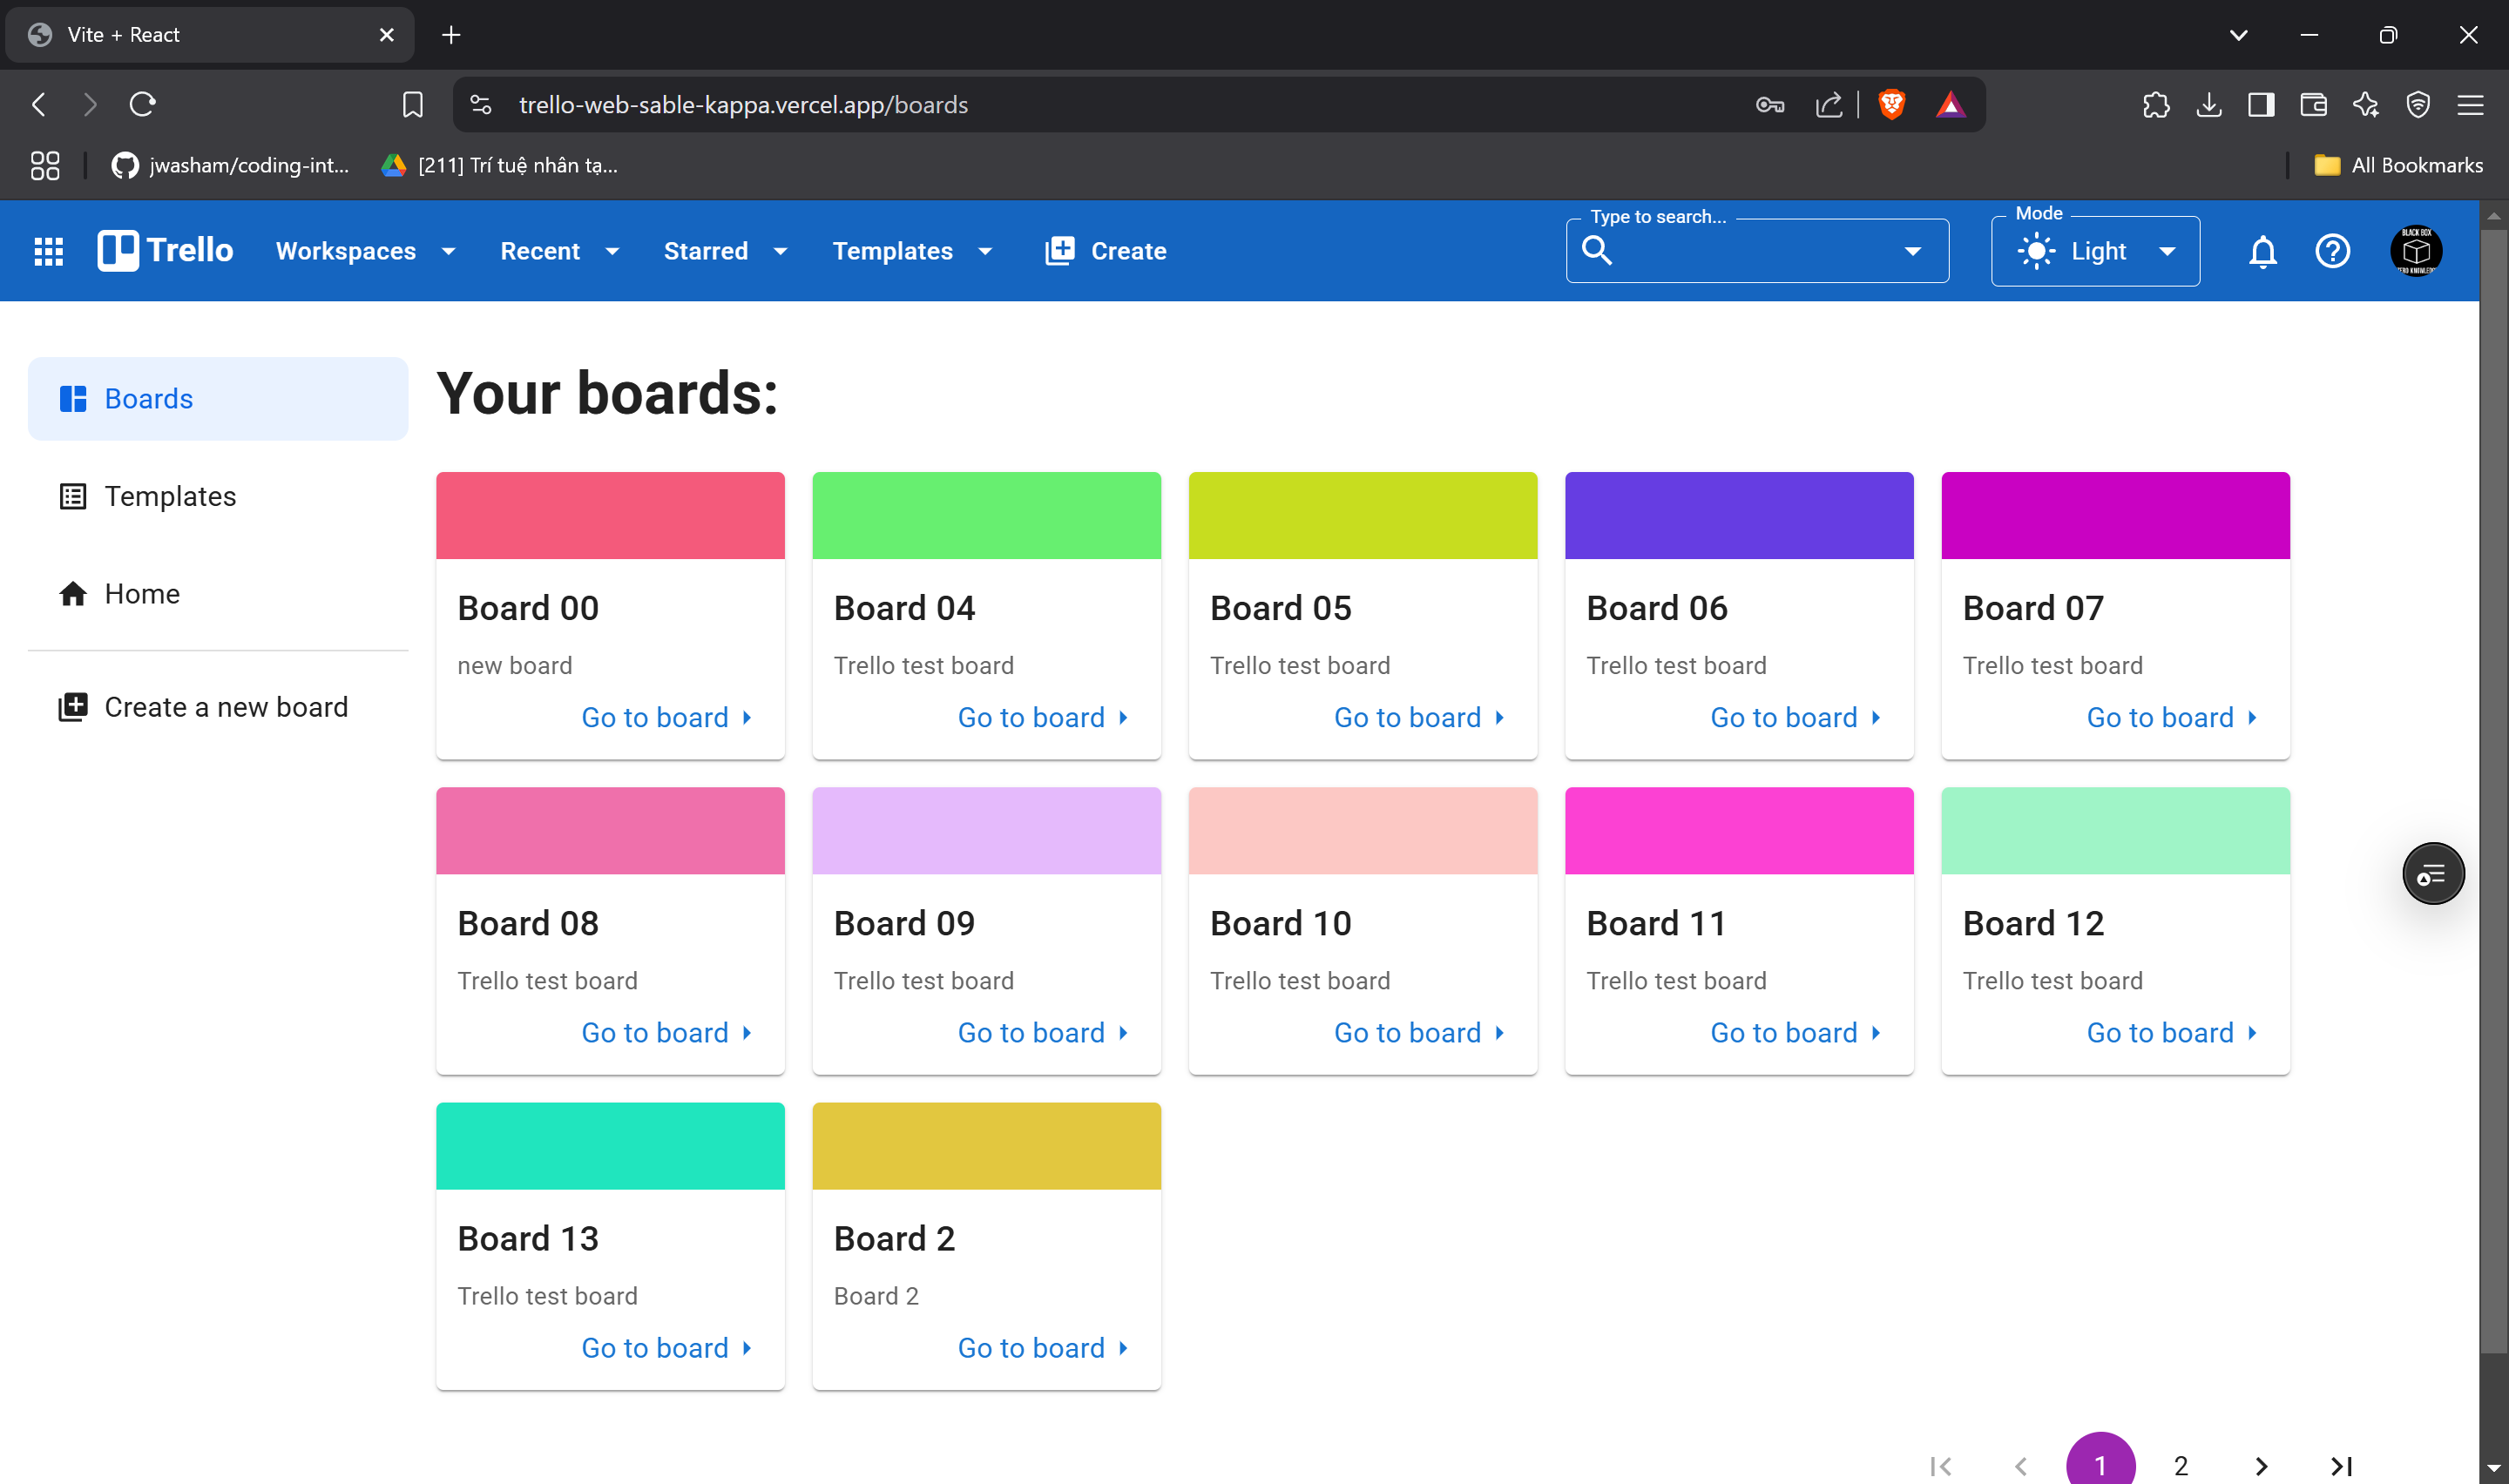 Vite + React
trello-web-sable-kappa.vercel.app/boards
jwasham/coding-int... [211] Trí tuệ nhân tạ... All Bookmarks
Trello Workspaces Recent Starred Templates Create Type to search... Mode Light
BLACK BOX
Boards
Templates
Home
Create a new board
Your boards:
Board 00 Board 04 Board 05 Board 06 Board 07
new board Trello test board Trello test board Trello test board Trello test board
Go to board Go to board Go to board Go to board Go to board
Board 08 Board 09 Board 10 Board 11 Board 12
Trello test board Trello test board Trello test board Trello test board Trello test board
Go to board Go to board Go to board Go to board Go to board
Board 13 Board 2
Trello test board Board 2
Go to board Go to board
1 2